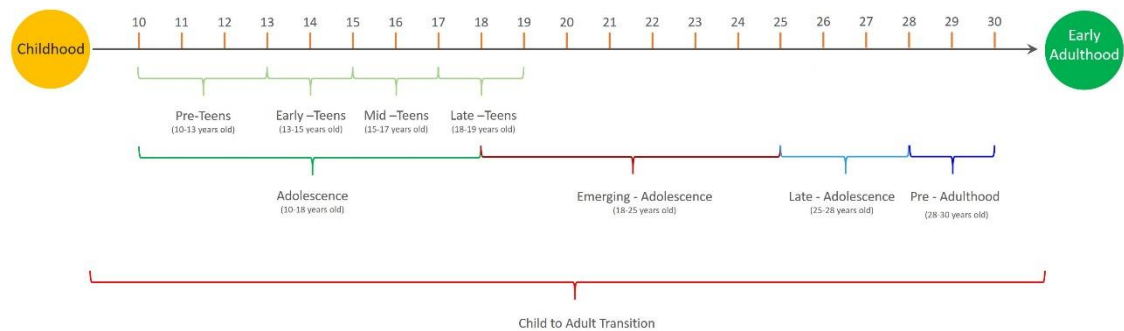 10 11 12 13 14 15 16 17 18 19 20 21 22 23 24 25 26 27 28 29 30
Childhood
Early
Adulthood
Pre-Teens
(10-13 years old)
Early –Teens
(13-15 years old)
Mid –Teens
(15-17 years old)
Late –Teens
(18-19 years old)
Adolescence
(10-18 years old)
Emerging - Adolescence
(18-25 years old)
Late - Adolescence
(25-28 years old)
Pre - Adulthood
(28-30 years old)
Child to Adult Transition